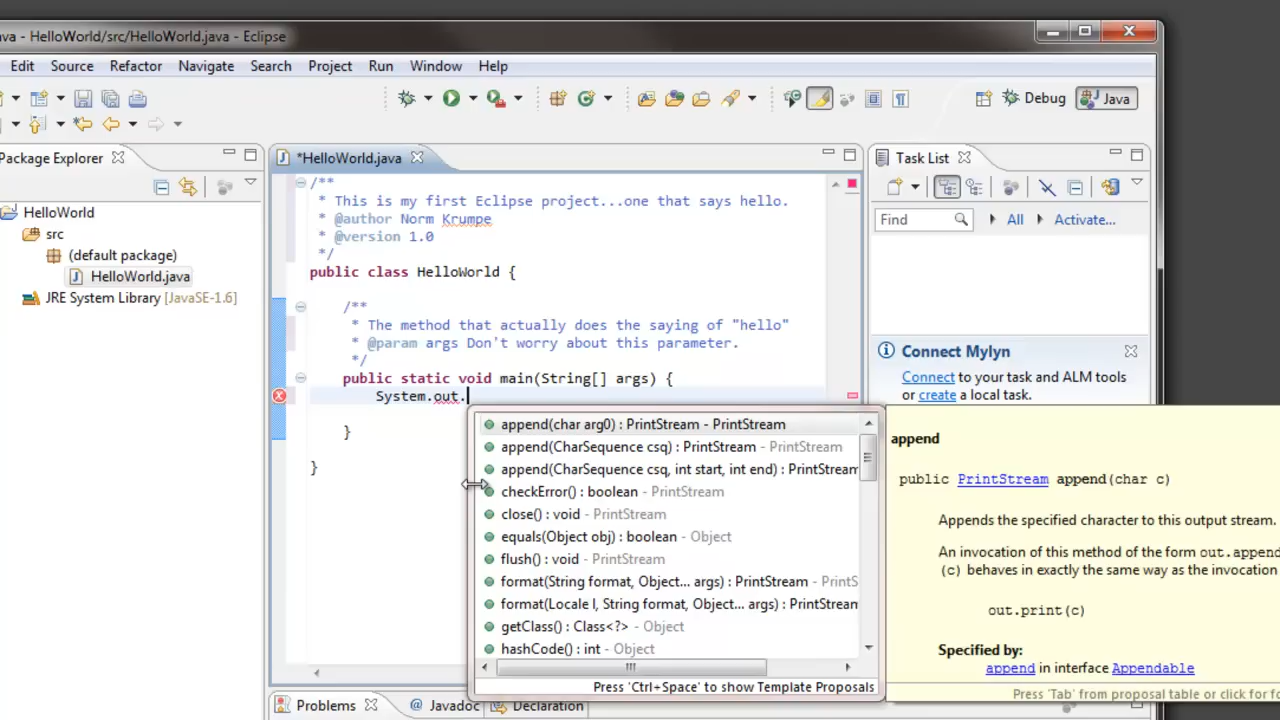 ava - HelloWorld/src/HelloWorld.java - Eclipse
Edit Source Refactor Navigate Search Project Run Window Help
Debug Java
Package Explorer
*HelloWorld.java
Task List
HelloWorld
src
(default package)
HelloWorld.java
JRE System Library [JavaSE-1.6]
/**
* This is my first Eclipse project...one that says hello.
* @author Norm Krumpe
* @version 1.0
*/
public class HelloWorld {
/**
* The method that actually does the saying of "hello"
* @param args Don't worry about this parameter.
*/
public static void main(String[] args) {
System.out.
}
}
Find All Activate...
Connect Mylyn
Connect to your task and ALM tools
or create a local task.
append(char arg0) : PrintStream - PrintStream
append(CharSequence csq) : PrintStream - PrintStream
append(CharSequence csq, int start, int end) : PrintStream
checkError() : boolean - PrintStream
close() : void - PrintStream
equals(Object obj) : boolean - Object
flush() : void - PrintStream
format(String format, Object... args) : PrintStream - PrintS
format(Locale l, String format, Object... args) : PrintStream
getClass() : Class<?> - Object
hashCode() : int - Object
Press 'Ctrl+Space' to show Template Proposals
append
public PrintStream append(char c)
Appends the specified character to this output stream.
An invocation of this method of the form out.append
(c) behaves in exactly the same way as the invocation
out.print(c)
Specified by:
append in interface Appendable
Press 'Tab' from proposal table or click for fo
Problems @ Javadoc Declaration